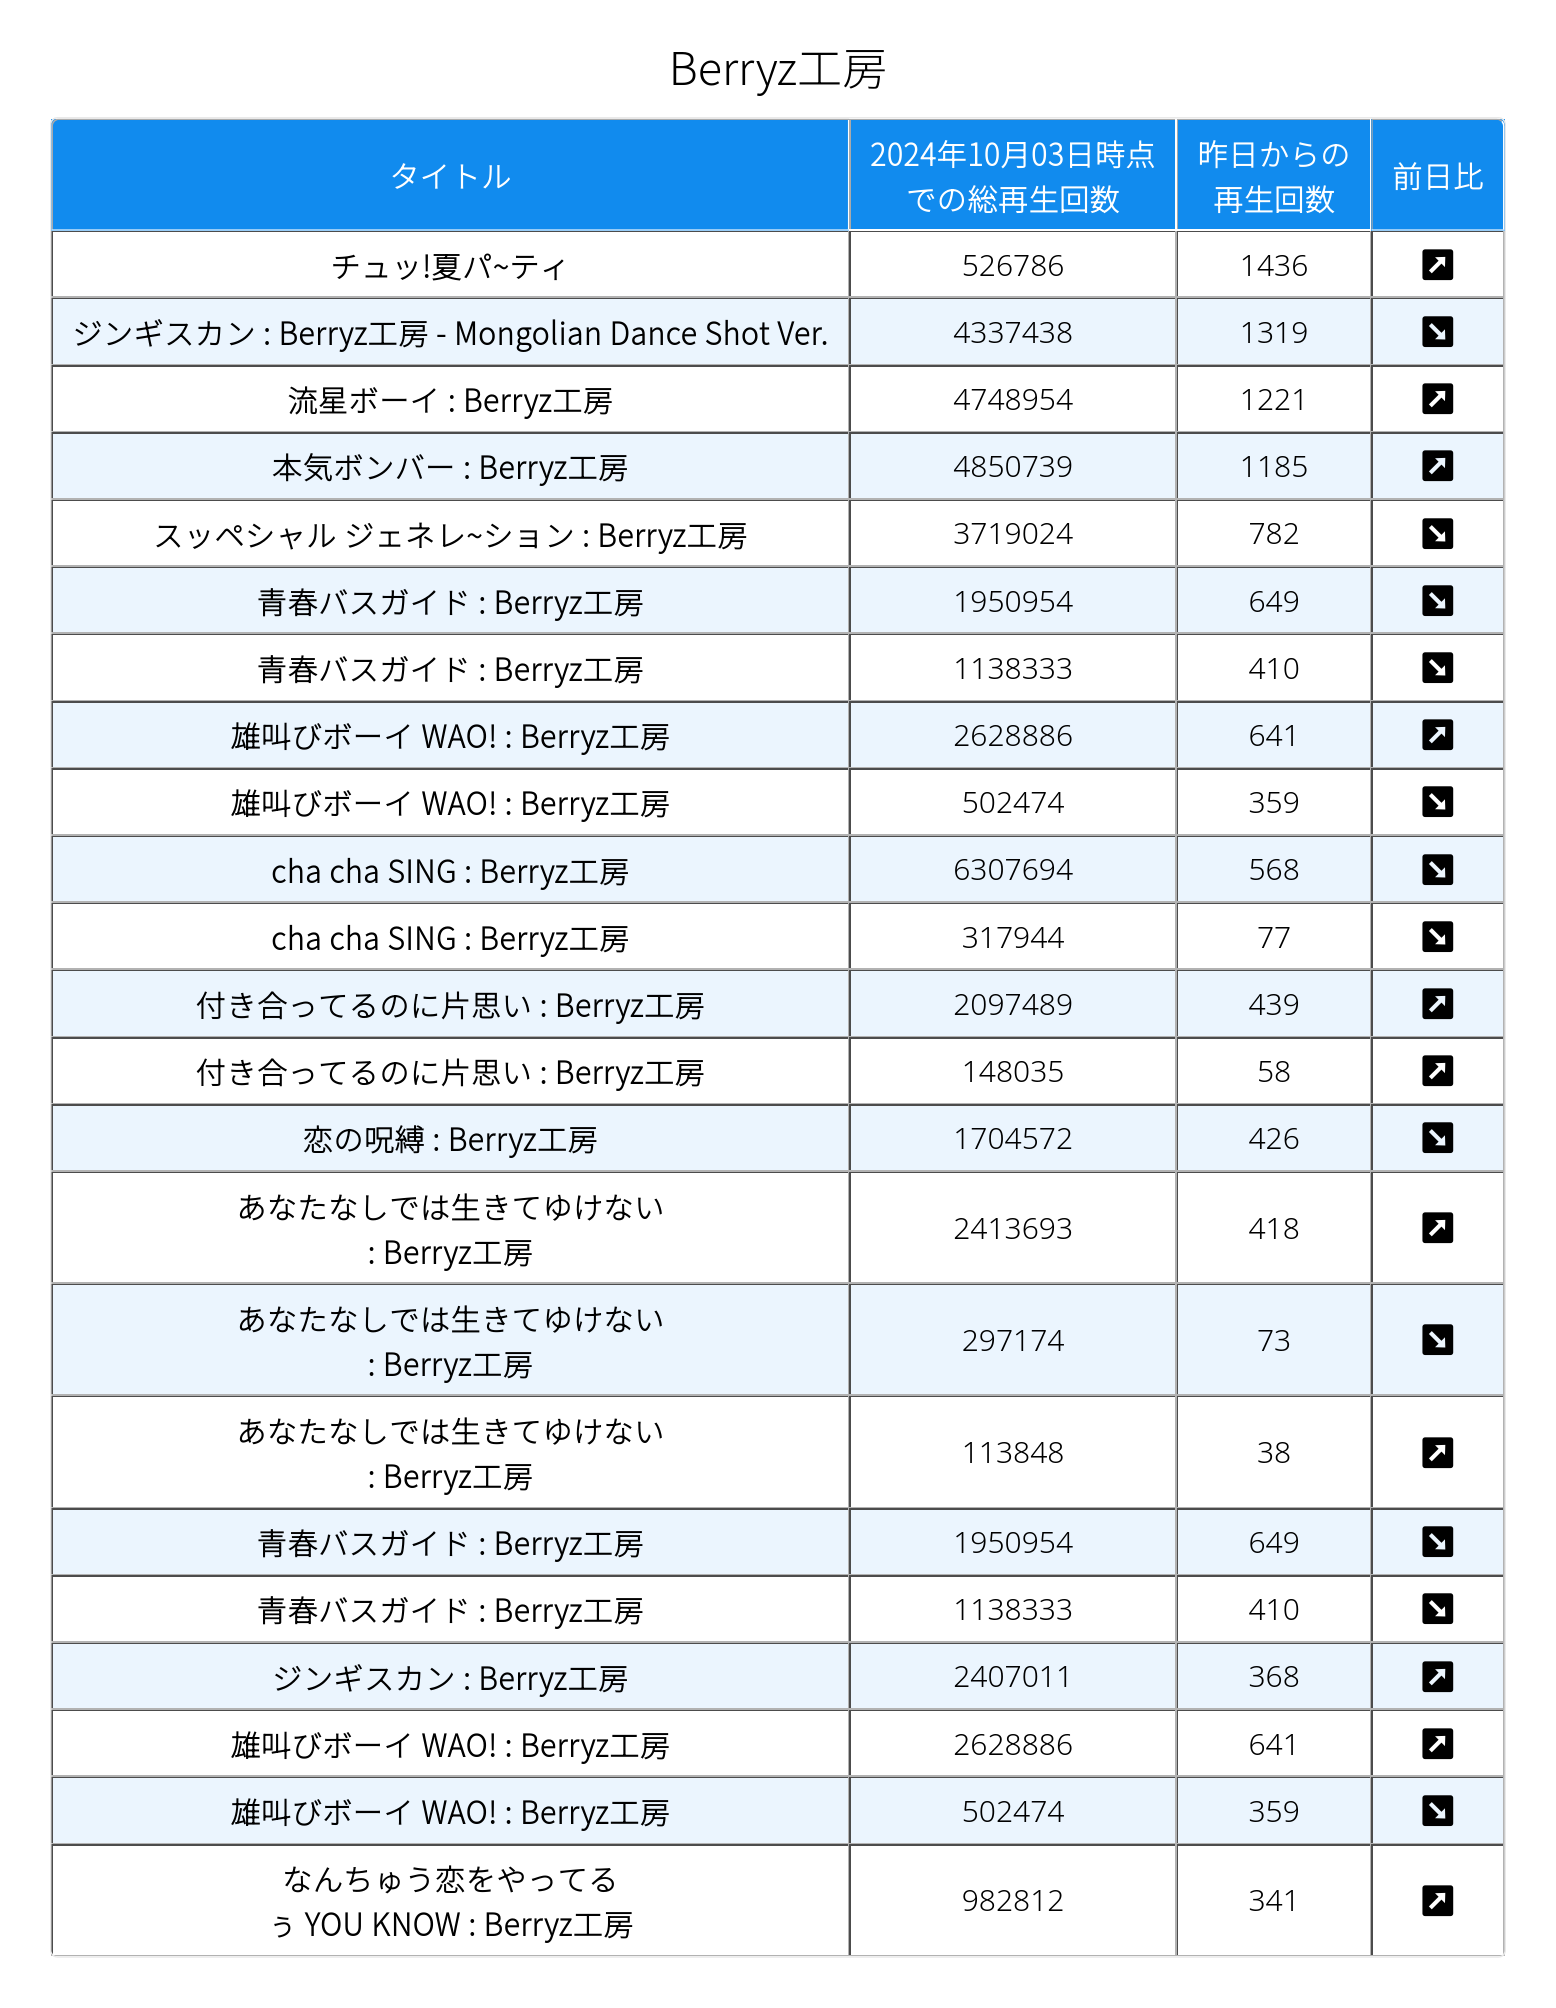 Berryz工房
タイトル
2024年10月03日時点
での総再生回数
昨日からの
再生回数
前日比
チュッ!夏パ~ティ 526786 1436
ジンギスカン : Berryz工房 - Mongolian Dance Shot Ver. 4337438 1319
流星ボーイ : Berryz工房 4748954 1221
本気ボンバー : Berryz工房 4850739 1185
スッペシャル ジェネレ~ション : Berryz工房 3719024 782
青春バスガイド : Berryz工房 1950954 649
青春バスガイド : Berryz工房 1138333 410
雄叫びボーイ WAO! : Berryz工房 2628886 641
雄叫びボーイ WAO! : Berryz工房 502474 359
cha cha SING : Berryz工房 6307694 568
cha cha SING : Berryz工房 317944 77
付き合ってるのに片思い : Berryz工房 2097489 439
付き合ってるのに片思い : Berryz工房 148035 58
恋の呪縛 : Berryz工房 1704572 426
あなたなしでは生きてゆけない
: Berryz工房 2413693 418
あなたなしでは生きてゆけない
: Berryz工房 297174 73
あなたなしでは生きてゆけない
: Berryz工房 113848 38
青春バスガイド : Berryz工房 1950954 649
青春バスガイド : Berryz工房 1138333 410
ジンギスカン : Berryz工房 2407011 368
雄叫びボーイ WAO! : Berryz工房 2628886 641
雄叫びボーイ WAO! : Berryz工房 502474 359
なんちゅう恋をやってる
ぅ YOU KNOW : Berryz工房 982812 341